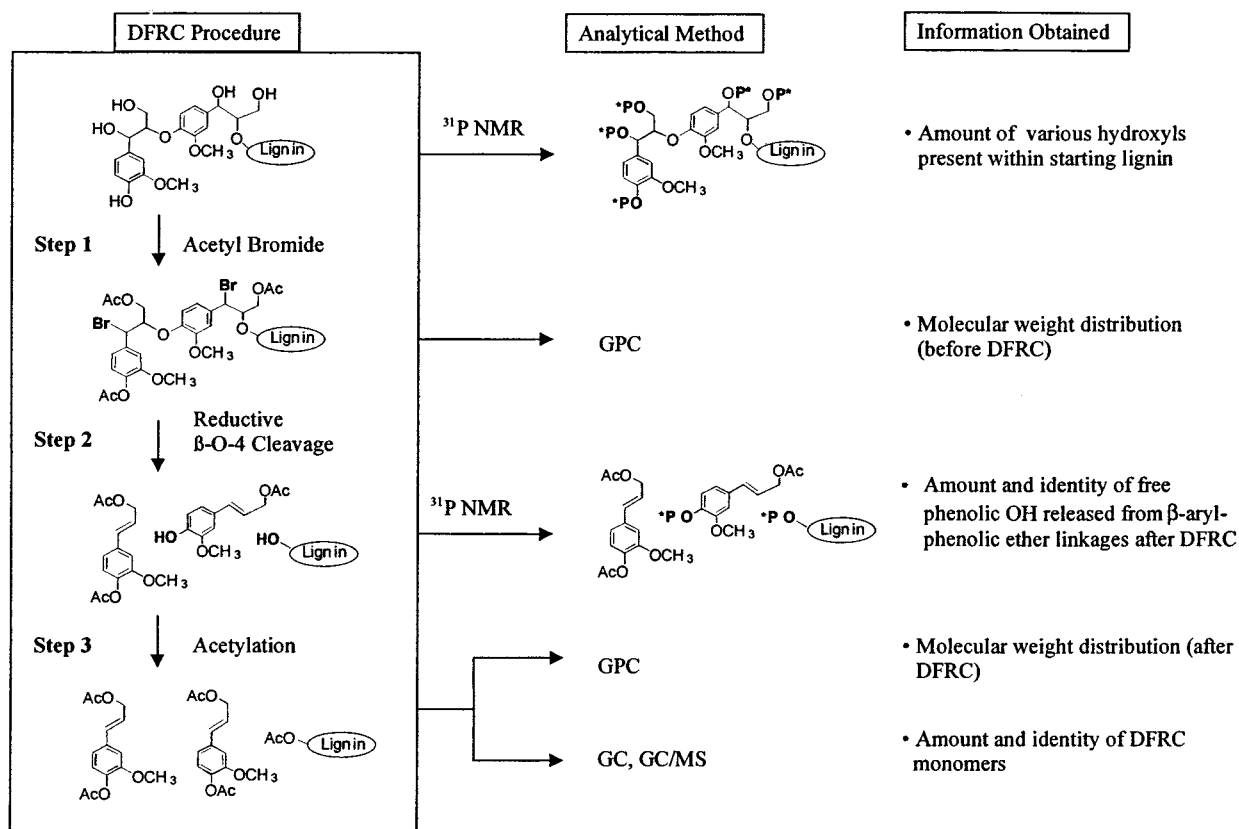 DFRC Procedure
Analytical Method
Information Obtained
OH
HO
OH
HO
O
O
OCH3
Lignin
OCH3
HO
31P NMR
OP*
OP*
*PO
*PO
O
O
OCH3
Lignin
OCH3
*PO
• Amount of various hydroxyls
present within starting lignin
Step 1
Acetyl Bromide
Br
OAc
AcO
Br
O
O
Lignin
OCH3
OCH3
AcO
GPC
• Molecular weight distribution
(before DFRC)
Step 2
Reductive
ß-O-4 Cleavage
AcO
OAc
HO
HO
OCH3
Lignin
OCH3
AcO
31P NMR
AcO
OAc
*PO
*PO
OCH3
Lignin
OCH3
AcO
• Amount and identity of free
phenolic OH released from β-aryl-
phenolic ether linkages after DFRC
Step 3
Acetylation
AcO
AcO
AcO
Lignin
OCH3
OCH3
AcO
AcO
GPC
• Molecular weight distribution (after
DFRC)
GC, GC/MS
• Amount and identity of DFRC
monomers